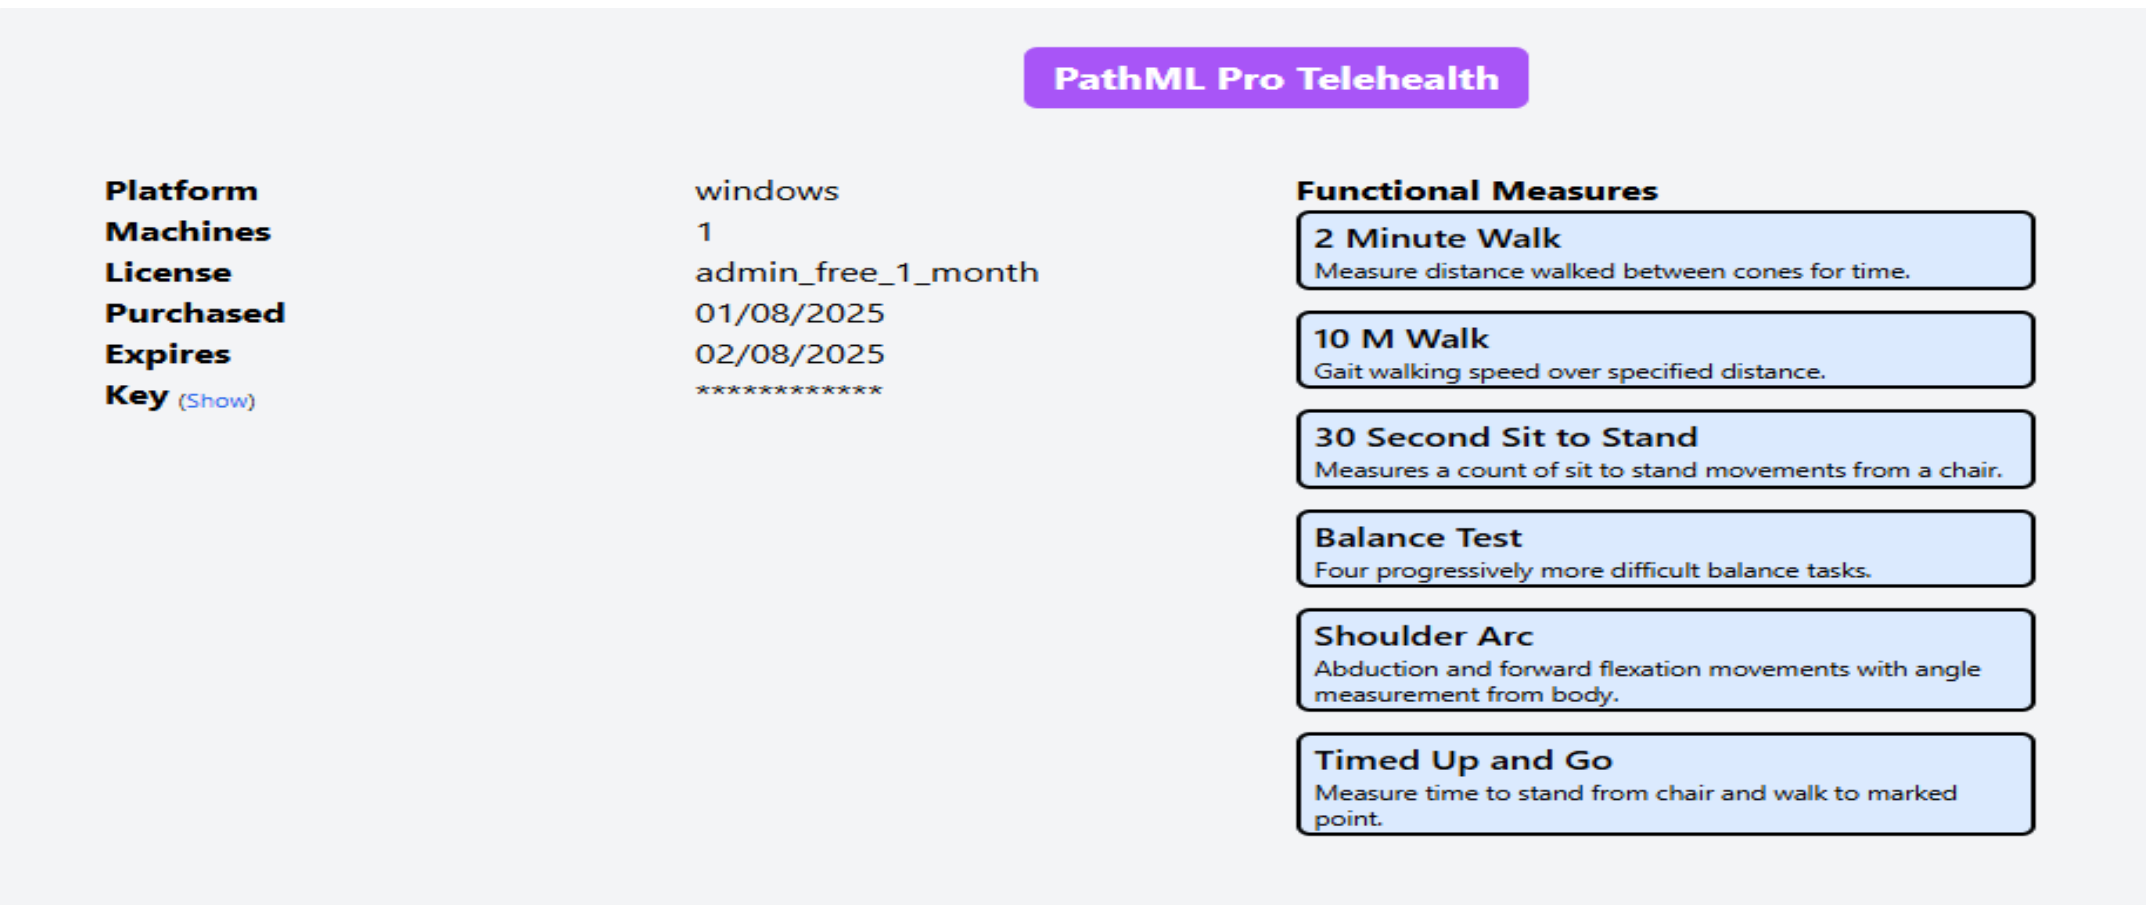 PathML Pro Telehealth
Platform windows
Machines 1
License admin_free_1_month
Purchased 01/08/2025
Expires 02/08/2025
Key (Show) ************
Functional Measures
2 Minute Walk
Measure distance walked between cones for time.
10 M Walk
Gait walking speed over specified distance.
30 Second Sit to Stand
Measures a count of sit to stand movements from a chair.
Balance Test
Four progressively more difficult balance tasks.
Shoulder Arc
Abduction and forward flexation movements with angle
measurement from body.
Timed Up and Go
Measure time to stand from chair and walk to marked
point.